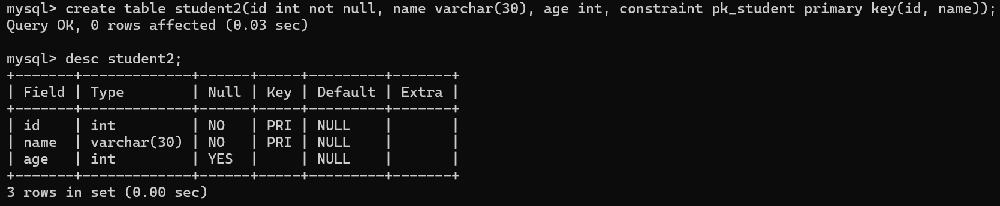 mysql> create table student2(id int not null, name varchar(30), age int, constraint pk_student primary key(id, name));
Query OK, 0 rows affected (0.03 sec)

mysql> desc student2;
+-------+-------------+------+-----+---------+-------+
| Field | Type        | Null | Key | Default | Extra |
+-------+-------------+------+-----+---------+-------+
| id    | int         | NO   | PRI | NULL    |       |
| name  | varchar(30) | NO   | PRI | NULL    |       |
| age   | int         | YES  |     | NULL    |       |
+-------+-------------+------+-----+---------+-------+
3 rows in set (0.00 sec)